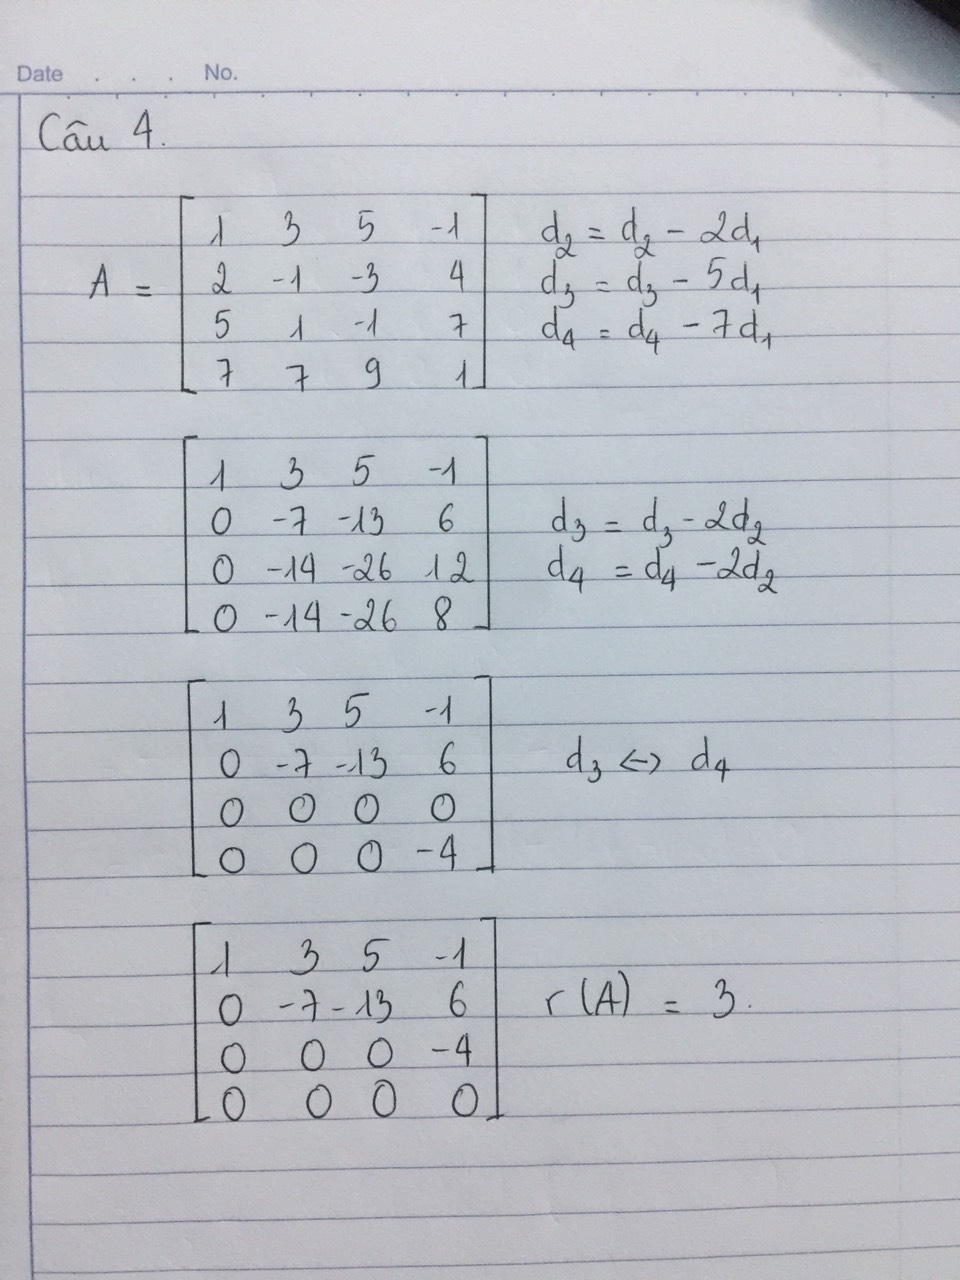 Date . . . No.
Câu 4.
1 3 5 -1 d2 = d2 - 2d1
A = 2 -1 -3 4 d3 = d3 - 5d1
5 1 -1 7 d4 = d4 - 7d1
7 7 9 1
1 3 5 -1
0 -7 -13 6 d3 = d3 - 2d2
0 -14 -26 12 d4 = d4 - 2d2
0 -14 -26 8
1 3 5 -1
0 -7 -13 6 d3 ↔ d4
0 0 0 0
0 0 0 -4
1 3 5 -1
0 -7 -13 6 r(A) = 3.
0 0 0 -4
0 0 0 0